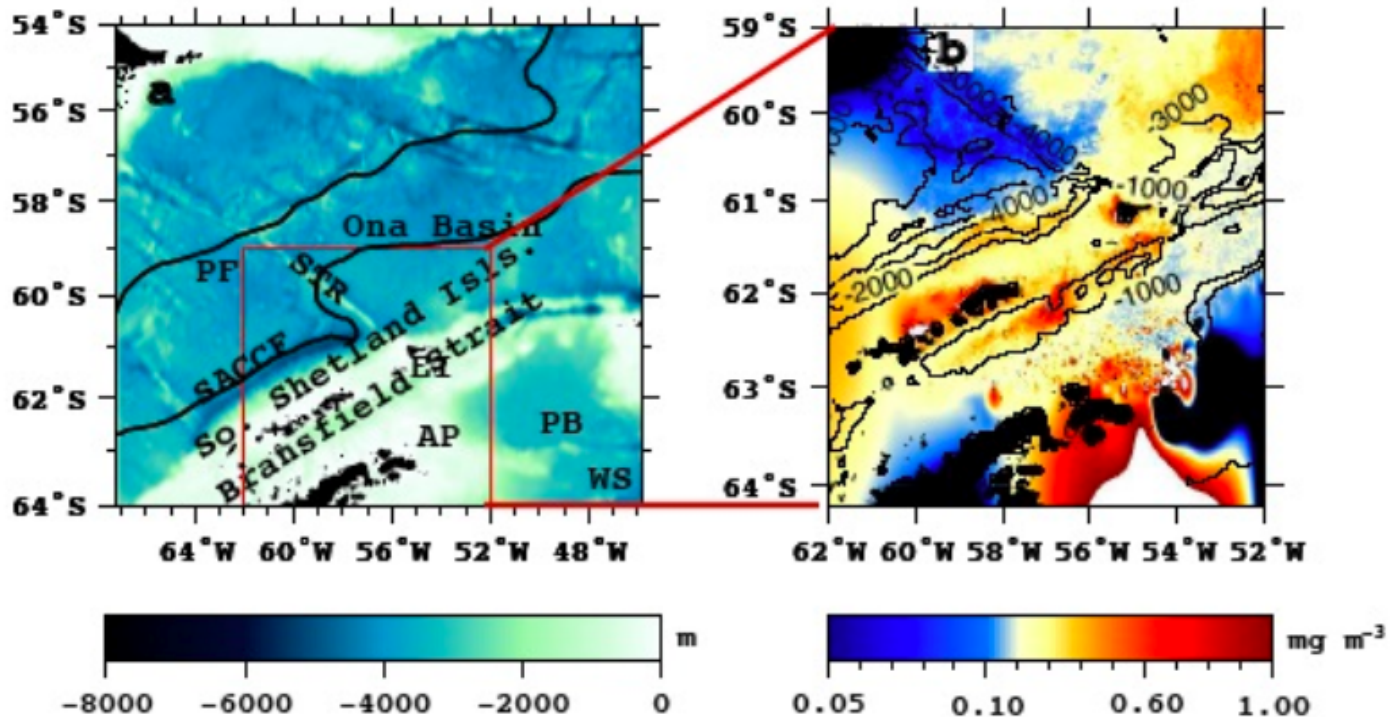 54°S
56°S
58°S
60°S
62°S
64°S
a
Ona Basin
PF
STR
SACCF
So. Shetland Isls.
Bransfield Strait
EI
AP
PB
WS
64°W 60°W 56°W 52°W 48°W
m
-8000 -6000 -4000 -2000 0
59°S
60°S
61°S
62°S
63°S
64°S
b
-4000
-3000
-1000
-4000
-2000
-1000
62°W 60°W 58°W 56°W 54°W 52°W
mg m⁻³
0.05 0.10 0.60 1.00